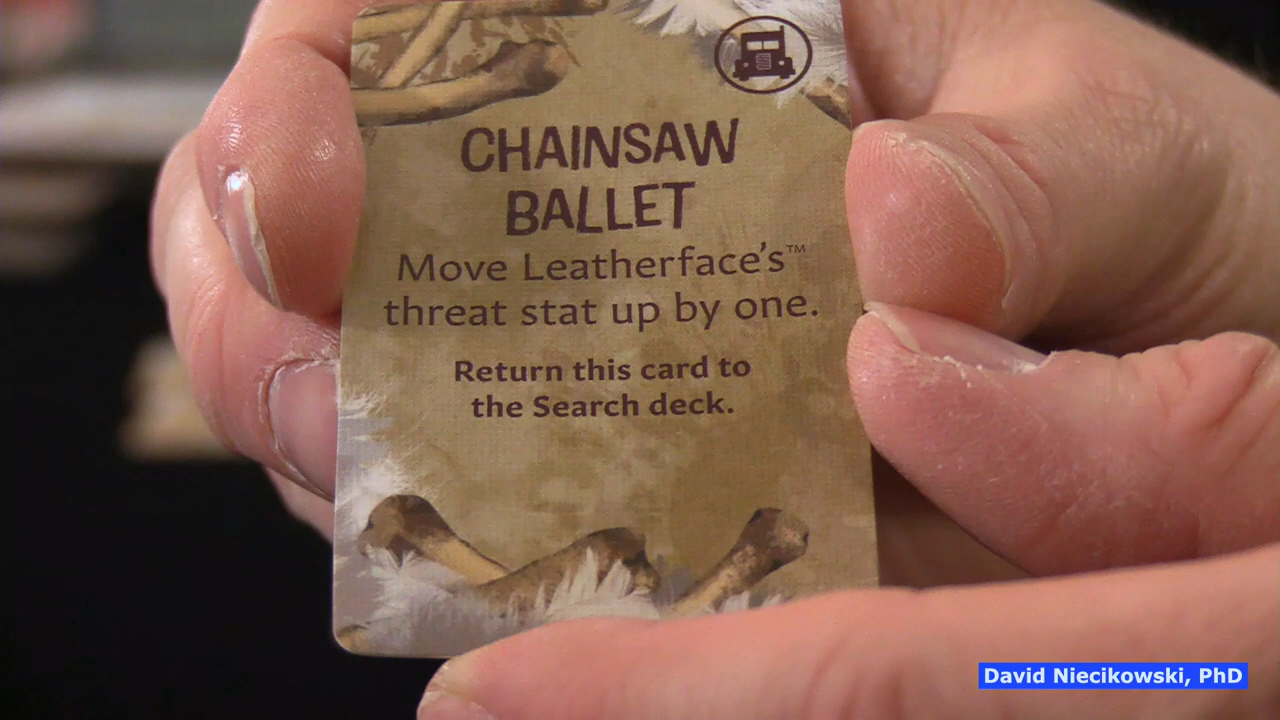 CHAINSAW
BALLET
Move Leatherface's™
threat stat up by one.
Return this card to
the Search deck.
David Niecikowski, PhD